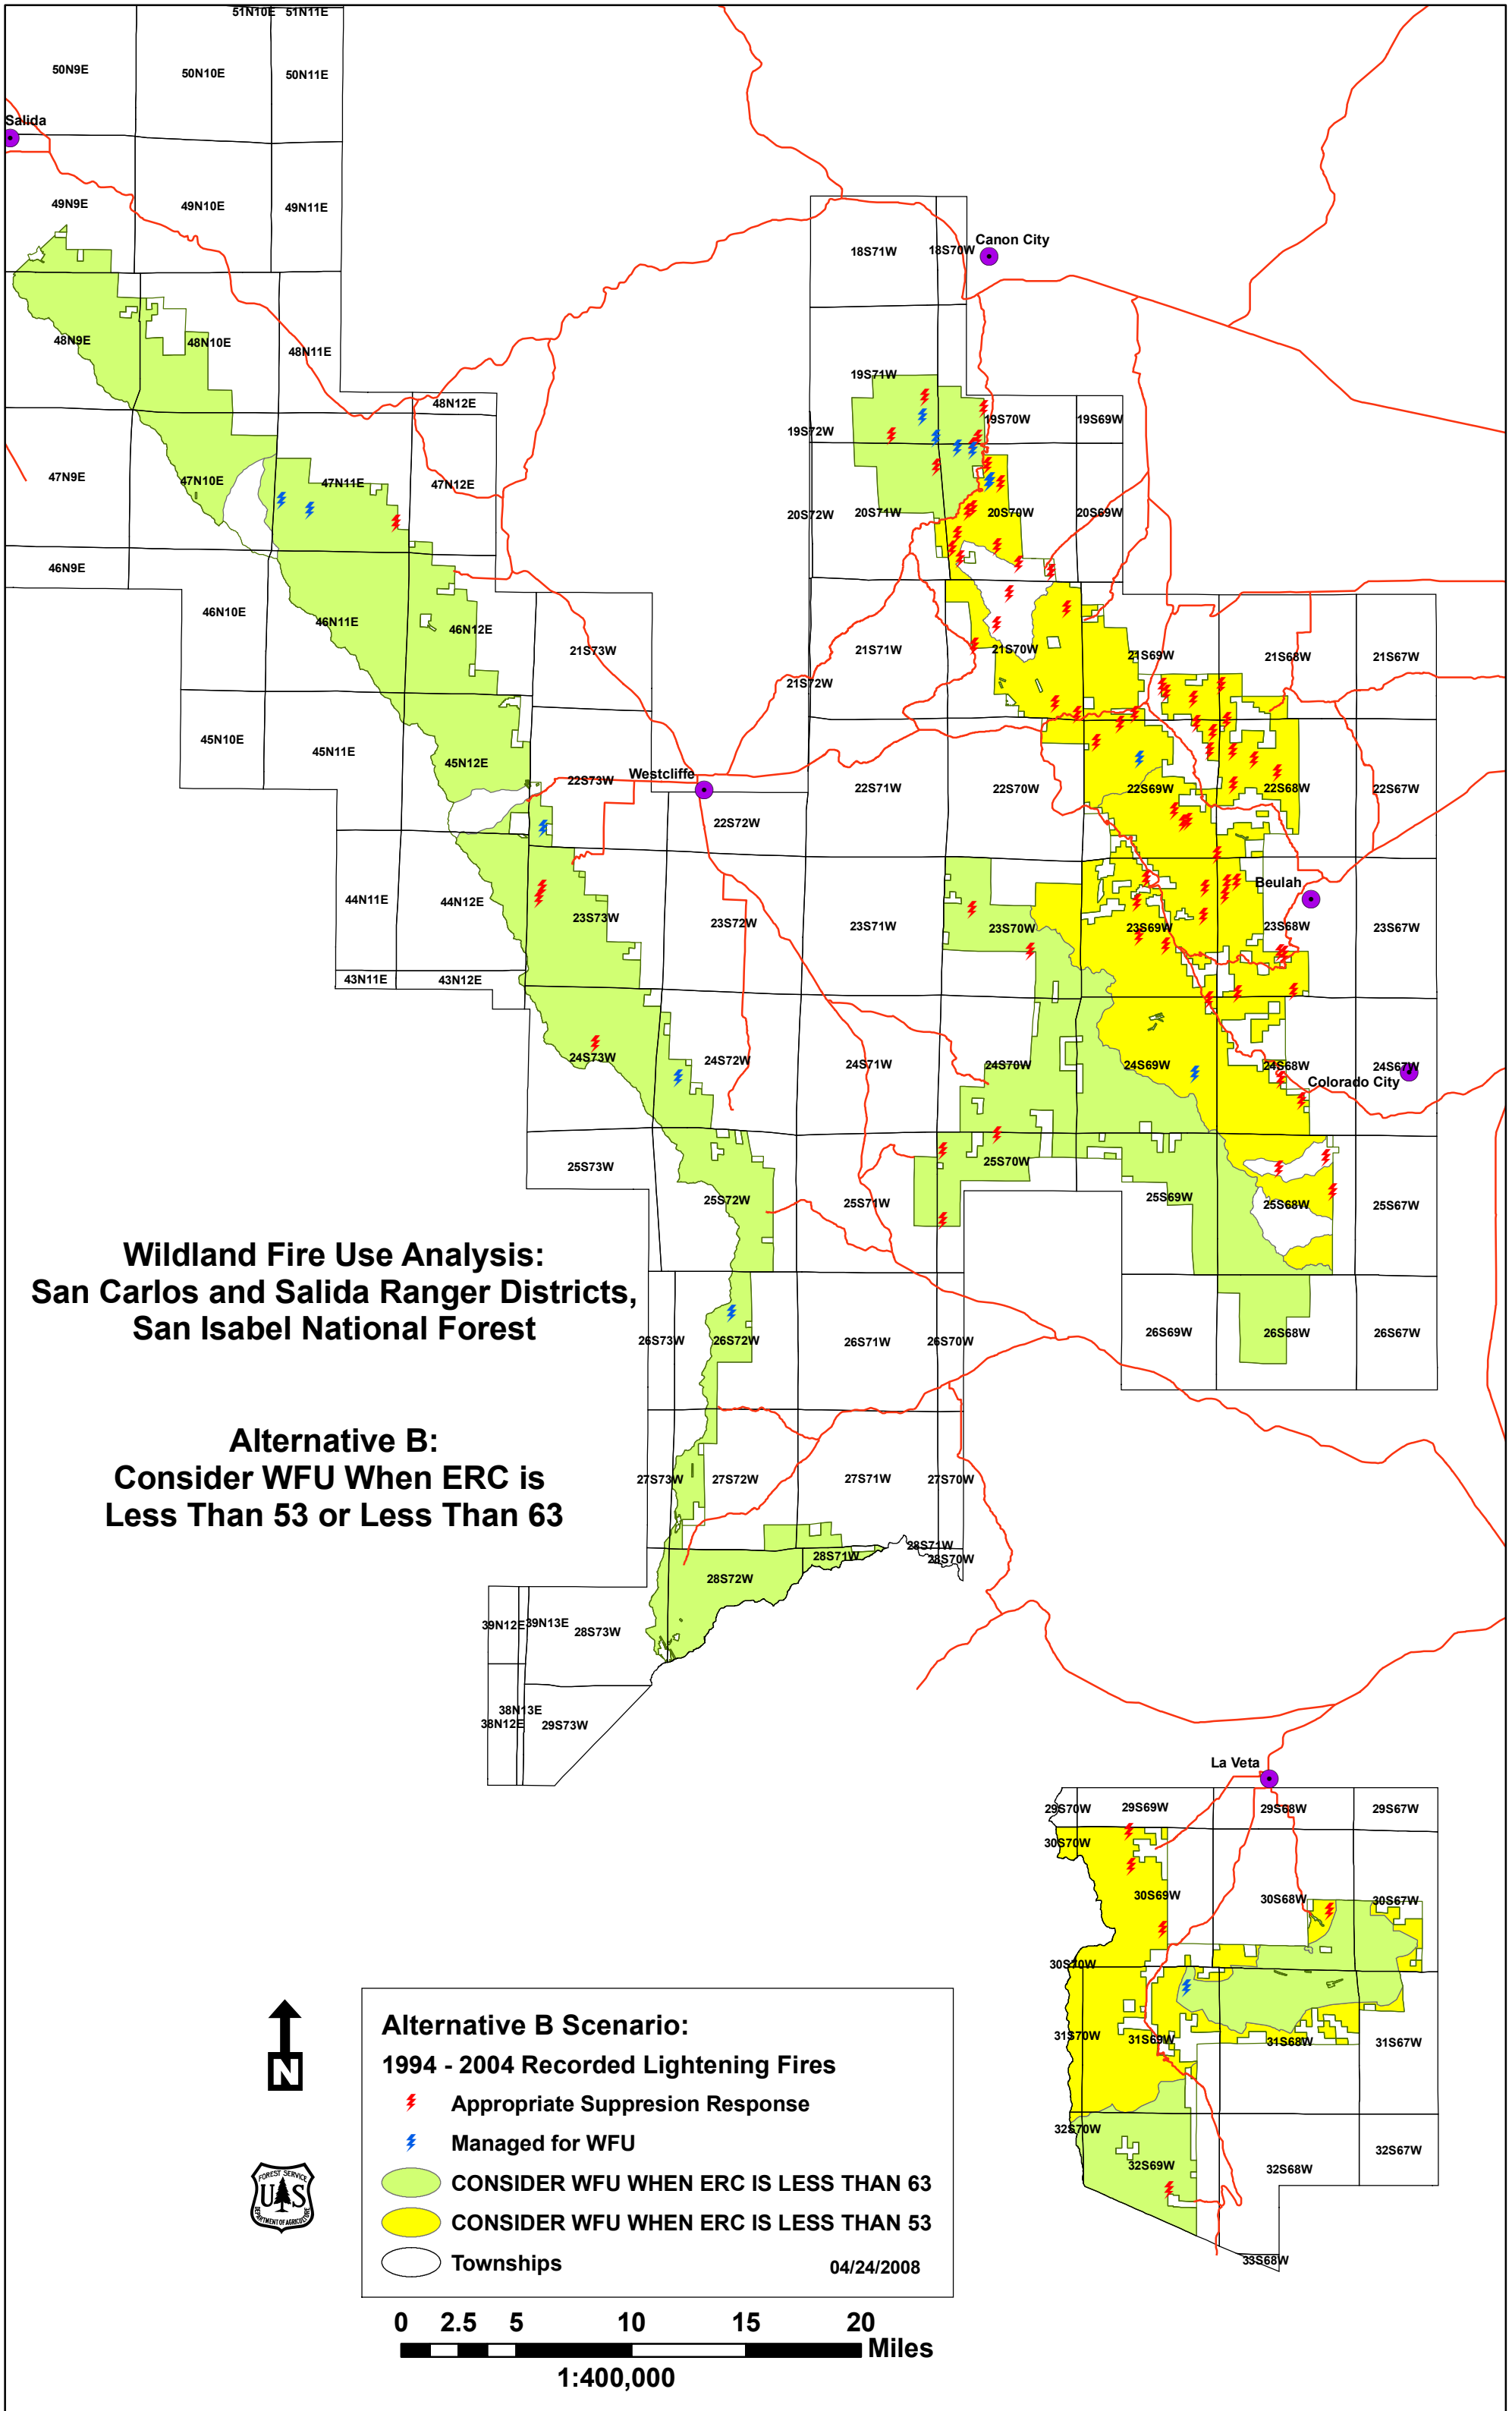 51N10E 51N11E
50N9E 50N10E 50N11E
Salida
49N9E 49N10E 49N11E
Canon City
18S71W 18S70W
48N9E 48N10E 48N11E
19S71W
48N12E
19S72W 19S70W 19S69W
47N9E 47N10E 47N11E 47N12E
20S72W 20S71W 20S70W 20S69W
46N9E
46N10E 46N11E 46N12E
21S73W 21S71W 21S70W 21S69W 21S68W 21S67W
21S72W
45N10E 45N11E 45N12E
22S73W Westcliffe
22S72W 22S71W 22S70W 22S69W 22S68W 22S67W
Beulah
44N11E 44N12E 23S73W 23S72W 23S71W 23S70W 23S69W 23S68W 23S67W
43N11E 43N12E
24S73W 24S72W 24S71W 24S70W 24S69W 24S68W 24S67W
Colorado City
25S73W 25S72W 25S71W 25S70W 25S69W 25S68W 25S67W
Wildland Fire Use Analysis:
San Carlos and Salida Ranger Districts,
San Isabel National Forest
26S73W 26S72W 26S71W 26S70W 26S69W 26S68W 26S67W
Alternative B:
Consider WFU When ERC is
Less Than 53 or Less Than 63
27S73W 27S72W 27S71W 27S70W
28S71W 28S71W
28S70W
28S72W
39N12E 39N13E 28S73W
38N13E
38N12E 29S73W
La Veta
29S70W 29S69W 29S68W 29S67W
30S70W
30S69W 30S68W 30S67W
30S70W
31S70W 31S69W 31S68W 31S67W
32S70W
32S69W 32S68W 32S67W
33S68W
N
FOREST SERVICE
U S
DEPARTMENT OF AGRICULTURE
Alternative B Scenario:
1994 - 2004 Recorded Lightening Fires
Appropriate Suppresion Response
Managed for WFU
CONSIDER WFU WHEN ERC IS LESS THAN 63
CONSIDER WFU WHEN ERC IS LESS THAN 53
Townships 04/24/2008
0 2.5 5 10 15 20
Miles
1:400,000